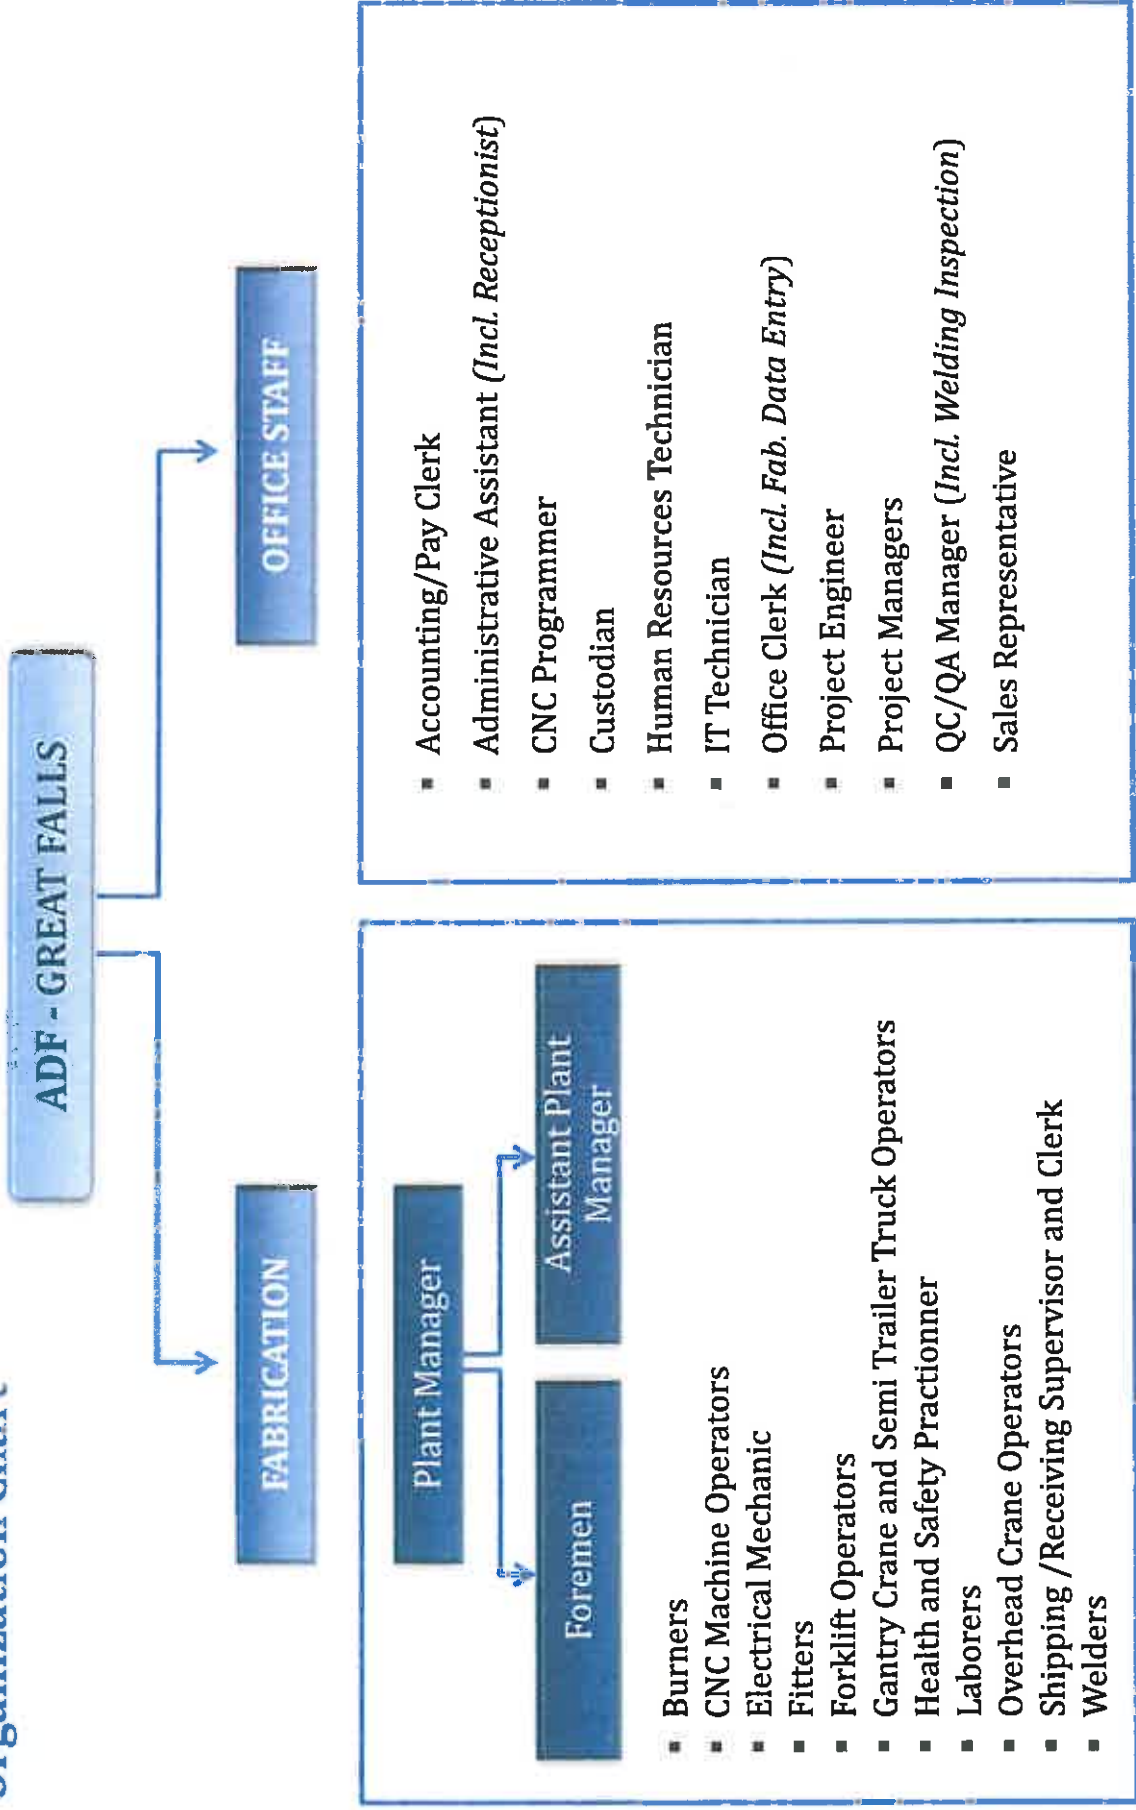 Organization Chart
ADF - GREAT FALLS
FABRICATION
Plant Manager
Foremen
Assistant Plant
Manager
▪ Burners
▪ CNC Machine Operators
▪ Electrical Mechanic
▪ Fitters
▪ Forklift Operators
▪ Gantry Crane and Semi Trailer Truck Operators
▪ Health and Safety Practionner
▪ Laborers
▪ Overhead Crane Operators
▪ Shipping /Receiving Supervisor and Clerk
▪ Welders
OFFICE STAFF
▪ Accounting/Pay Clerk
▪ Administrative Assistant (Incl. Receptionist)
▪ CNC Programmer
▪ Custodian
▪ Human Resources Technician
▪ IT Technician
▪ Office Clerk (Incl. Fab. Data Entry)
▪ Project Engineer
▪ Project Managers
▪ QC/QA Manager (Incl. Welding Inspection)
▪ Sales Representative